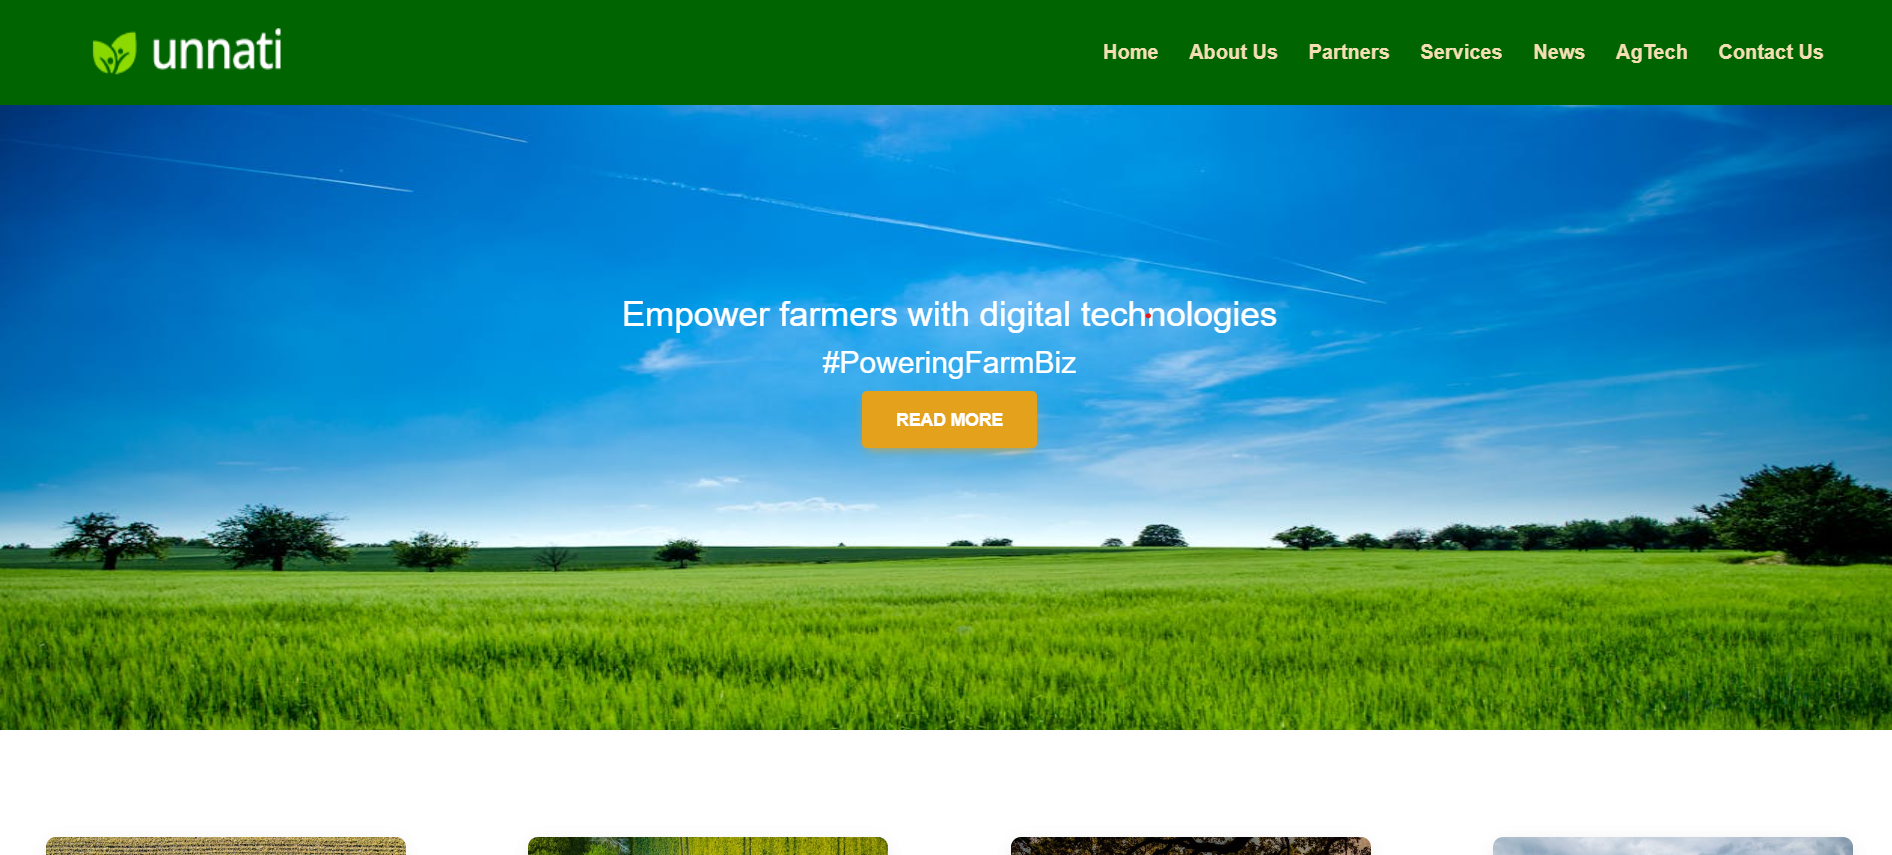 unnati
Home About Us Partners Services News AgTech Contact Us
Empower farmers with digital technologies
#PoweringFarmBiz
READ MORE